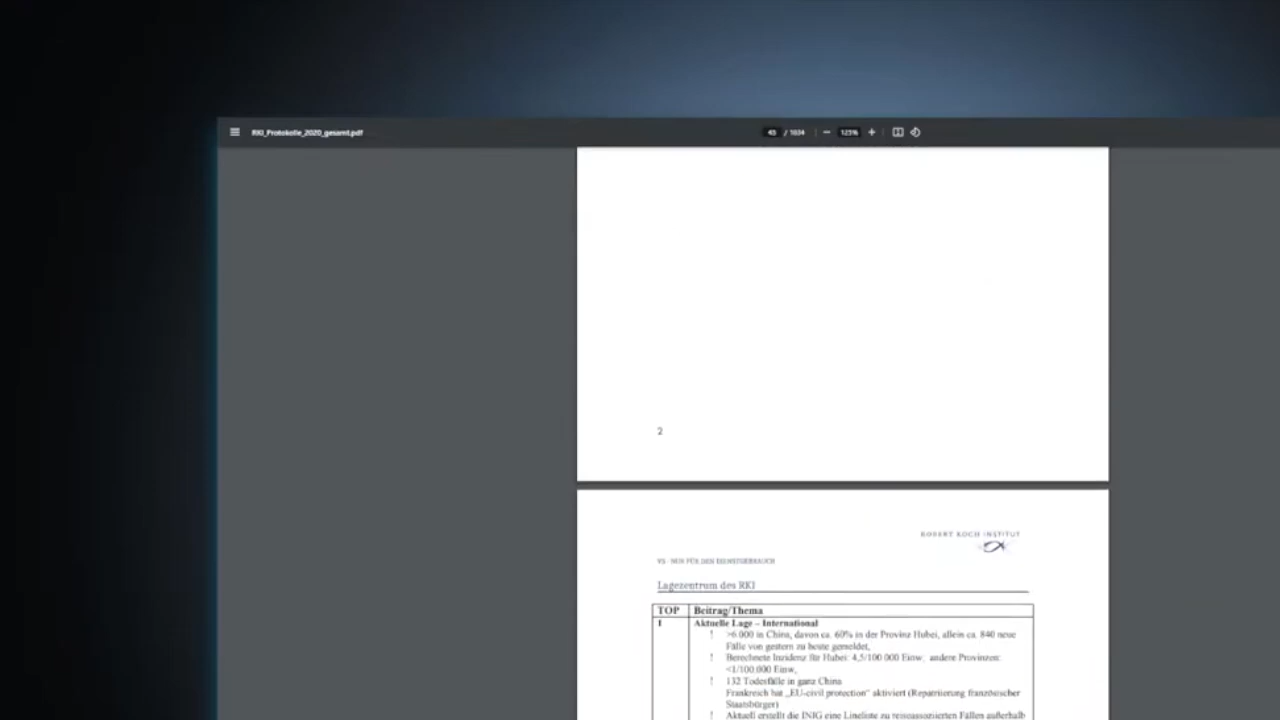 RKI_Protokolle_2020_gesamt.pdf
45 / 1034
125%
2
ROBERT KOCH INSTITUT
VS - NUR FÜR DEN DIENSTGEBRAUCH
Lagezentrum des RKI
TOP Beitrag/Thema
1 Aktuelle Lage – International
! >6 000 in China, davon ca. 60% in der Provinz Hubei, allein ca. 840 neue
Fälle von gestern zu heute gemeldet,
! Berechnete Inzidenz für Hubei: 4,5/100 000 Einw, andere Provinzen:
<1/100.000 Einw,
! 132 Todesfälle in ganz China
Frankreich hat „EU-civil protection“ aktiviert (Repatriierung französischer
Staatsbürger)
! Aktuell erstellt die INIG eine Lineliste zu reiseassoziierten Fällen außerhalb